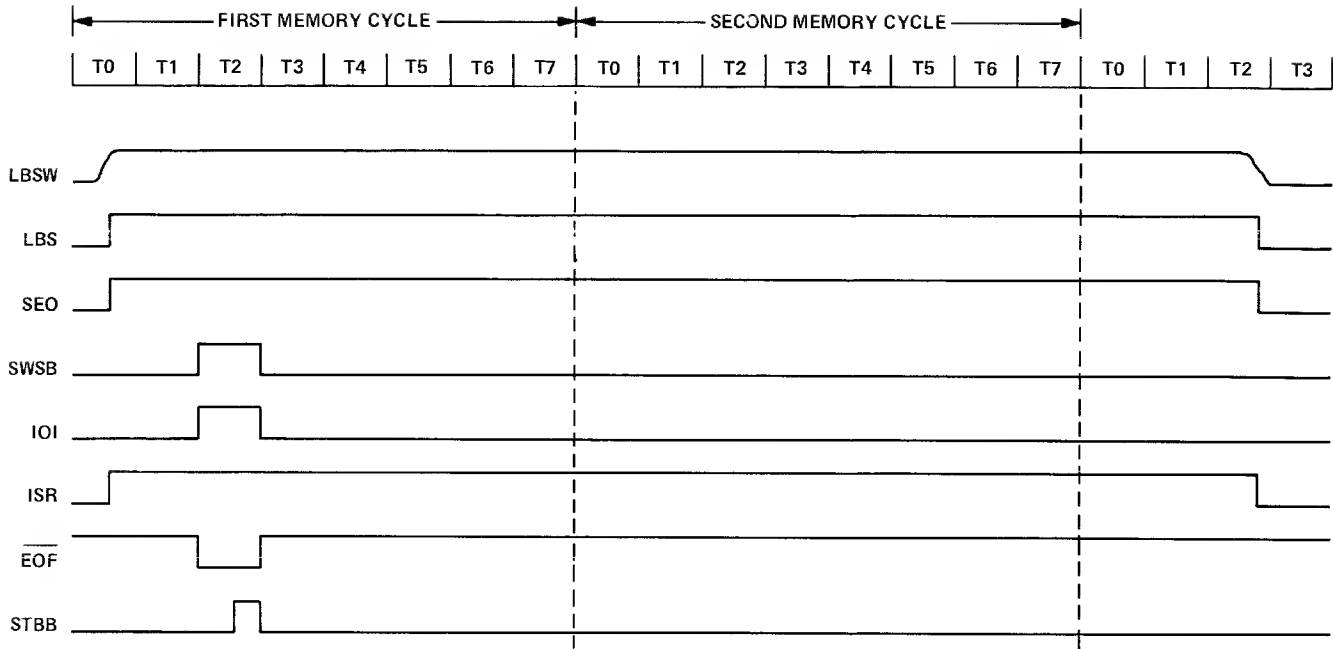 FIRST MEMORY CYCLE SECOND MEMORY CYCLE
T0 T1 T2 T3 T4 T5 T6 T7 T0 T1 T2 T3 T4 T5 T6 T7 T0 T1 T2 T3
LBSW
LBS
SEO
SWSB
IOI
ISR
EOF
STBB